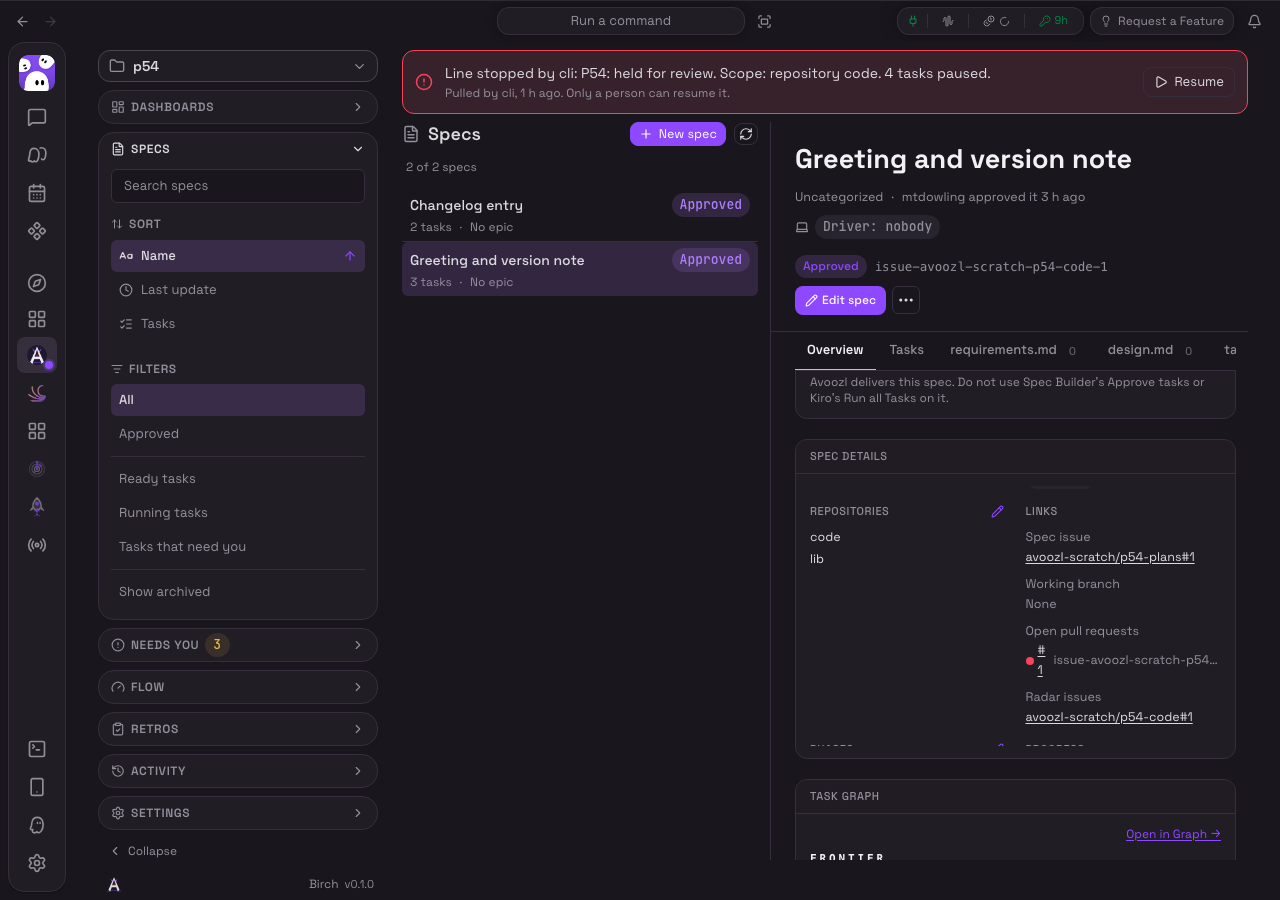 Run a command
9h
Request a Feature
p54
DASHBOARDS
SPECS
Search specs
SORT
Aa Name
Last update
Tasks
FILTERS
All
Approved
Ready tasks
Running tasks
Tasks that need you
Show archived
NEEDS YOU 3
FLOW
RETROS
ACTIVITY
SETTINGS
Collapse
A
Birch v0.1.0
Line stopped by cli: P54: held for review. Scope: repository code. 4 tasks paused.
Pulled by cli, 1 h ago. Only a person can resume it.
Resume
Specs
New spec
2 of 2 specs
Changelog entry
Approved
2 tasks · No epic
Greeting and version note
Approved
3 tasks · No epic
Greeting and version note
Uncategorized · mtdowling approved it 3 h ago
Driver: nobody
Approved issue-avoozl-scratch-p54-code-1
Edit spec
Overview Tasks requirements.md 0 design.md 0 ta
Avoozl delivers this spec. Do not use Spec Builder's Approve tasks or
Kiro's Run all Tasks on it.
SPEC DETAILS
REPOSITORIES
code
lib
LINKS
Spec issue
avoozl-scratch/p54-plans#1
Working branch
None
Open pull requests
#
1
issue-avoozl-scratch-p54...
Radar issues
avoozl-scratch/p54-code#1
TASK GRAPH
Open in Graph →
FRONTIER